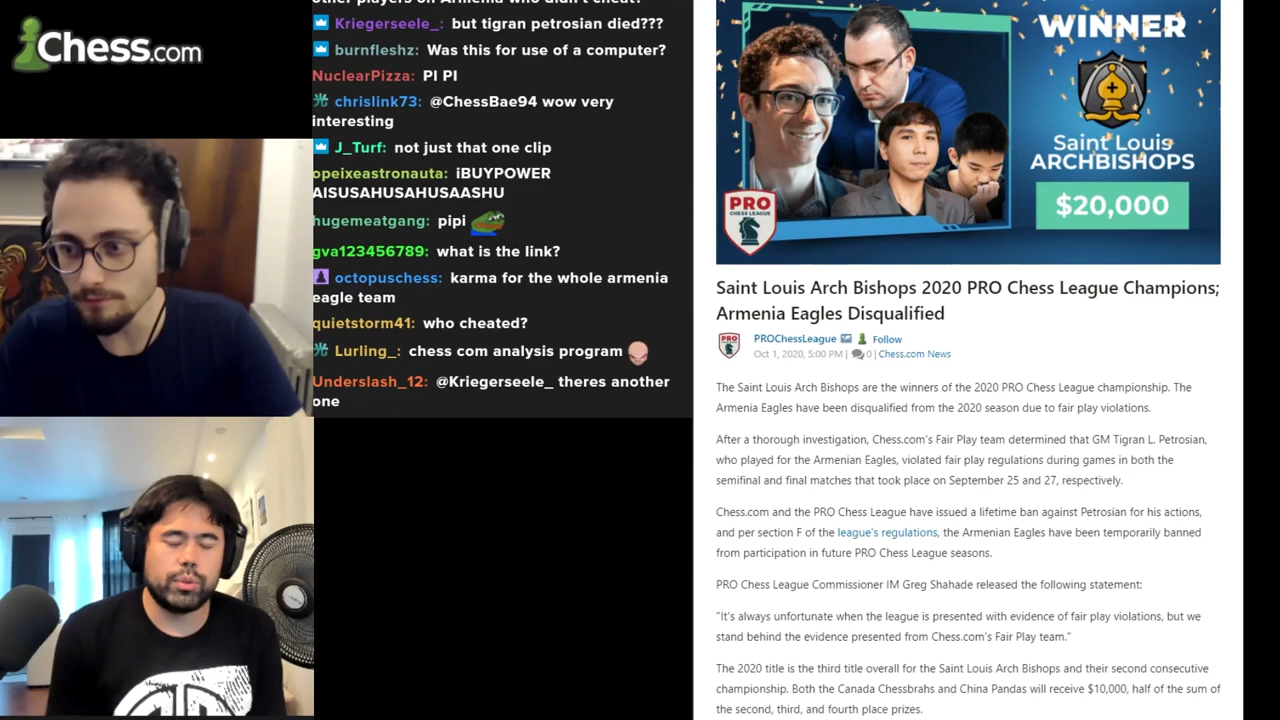 Chess.com
other players on Armenia who didn't cheat?
Kriegerseele_: but tigran petrosian died???
burnfleshz: Was this for use of a computer?
NuclearPizza: PI PI
chrislink73: @ChessBae94 wow very
interesting
J_Turf: not just that one clip
opeixeastronauta: iBUYPOWER
AISUSAHUSAHUSAASHU
hugemeatgang: pipi
gva123456789: what is the link?
octopuschess: karma for the whole armenia
eagle team
quietstorm41: who cheated?
Lurling_: chess com analysis program
Underslash_12: @Kriegerseele_ theres another
one
WINNER
Saint Louis
ARCHBISHOPS
$20,000
PRO
CHESS LEAGUE
Saint Louis Arch Bishops 2020 PRO Chess League Champions;
Armenia Eagles Disqualified
PRO
PROChessLeague Follow
Oct 1, 2020, 5:00 PM | 0 | Chess.com News
The Saint Louis Arch Bishops are the winners of the 2020 PRO Chess League championship. The
Armenia Eagles have been disqualified from the 2020 season due to fair play violations.
After a thorough investigation, Chess.com's Fair Play team determined that GM Tigran L. Petrosian,
who played for the Armenian Eagles, violated fair play regulations during games in both the
semifinal and final matches that took place on September 25 and 27, respectively.
Chess.com and the PRO Chess League have issued a lifetime ban against Petrosian for his actions,
and per section F of the league's regulations, the Armenian Eagles have been temporarily banned
from participation in future PRO Chess League seasons.
PRO Chess League Commissioner IM Greg Shahade released the following statement:
"It's always unfortunate when the league is presented with evidence of fair play violations, but we
stand behind the evidence presented from Chess.com's Fair Play team."
The 2020 title is the third title overall for the Saint Louis Arch Bishops and their second consecutive
championship. Both the Canada Chessbrahs and China Pandas will receive $10,000, half of the sum of
the second, third, and fourth place prizes.